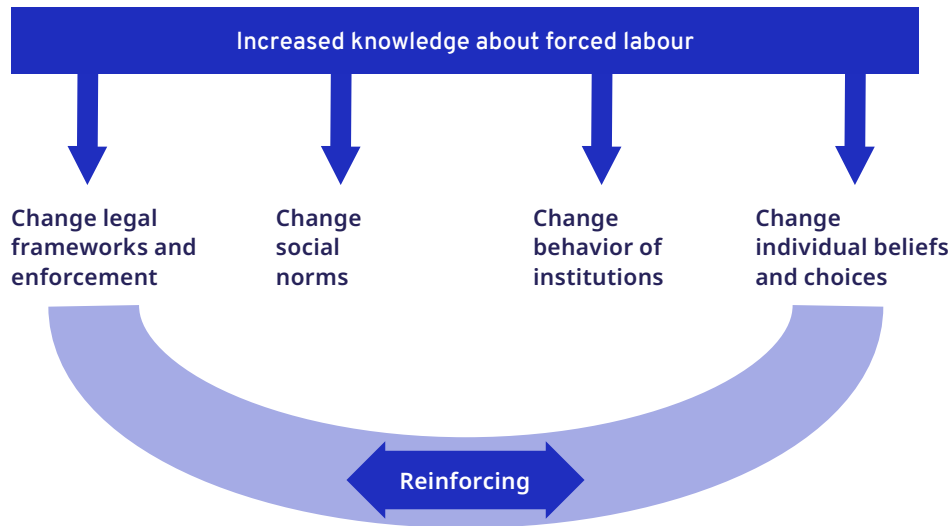 Increased knowledge about forced labour
Change legal
frameworks and
enforcement
Change
social
norms
Change
behavior of
institutions
Change
individual beliefs
and choices
Reinforcing